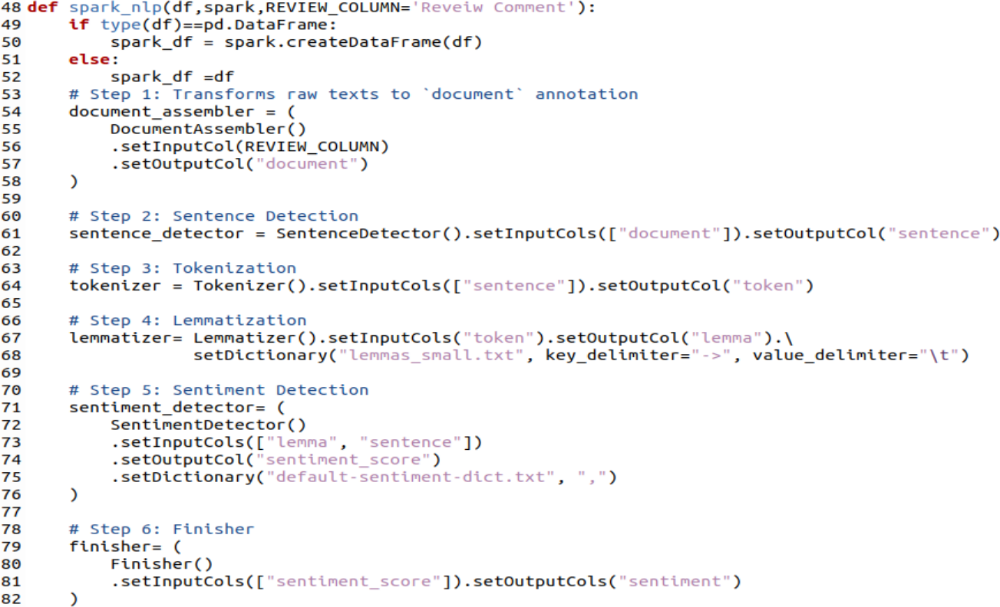 48 def spark_nlp(df,spark,REVIEW_COLUMN='Reveiw Comment'):
49     if type(df)==pd.DataFrame:
50         spark_df = spark.createDataFrame(df)
51     else:
52         spark_df =df
53     # Step 1: Transforms raw texts to `document` annotation
54     document_assembler = (
55         DocumentAssembler()
56         .setInputCol(REVIEW_COLUMN)
57         .setOutputCol("document")
58     )
59
60     # Step 2: Sentence Detection
61     sentence_detector = SentenceDetector().setInputCols(["document"]).setOutputCol("sentence")
62
63     # Step 3: Tokenization
64     tokenizer = Tokenizer().setInputCols(["sentence"]).setOutputCol("token")
65
66     # Step 4: Lemmatization
67     lemmatizer= Lemmatizer().setInputCols("token").setOutputCol("lemma").\
68                 setDictionary("lemmas_small.txt", key_delimiter="->", value_delimiter="\t")
69
70     # Step 5: Sentiment Detection
71     sentiment_detector= (
72         SentimentDetector()
73         .setInputCols(["lemma", "sentence"])
74         .setOutputCol("sentiment_score")
75         .setDictionary("default-sentiment-dict.txt", ",")
76     )
77
78     # Step 6: Finisher
79     finisher= (
80         Finisher()
81         .setInputCols(["sentiment_score"]).setOutputCols("sentiment")
82     )